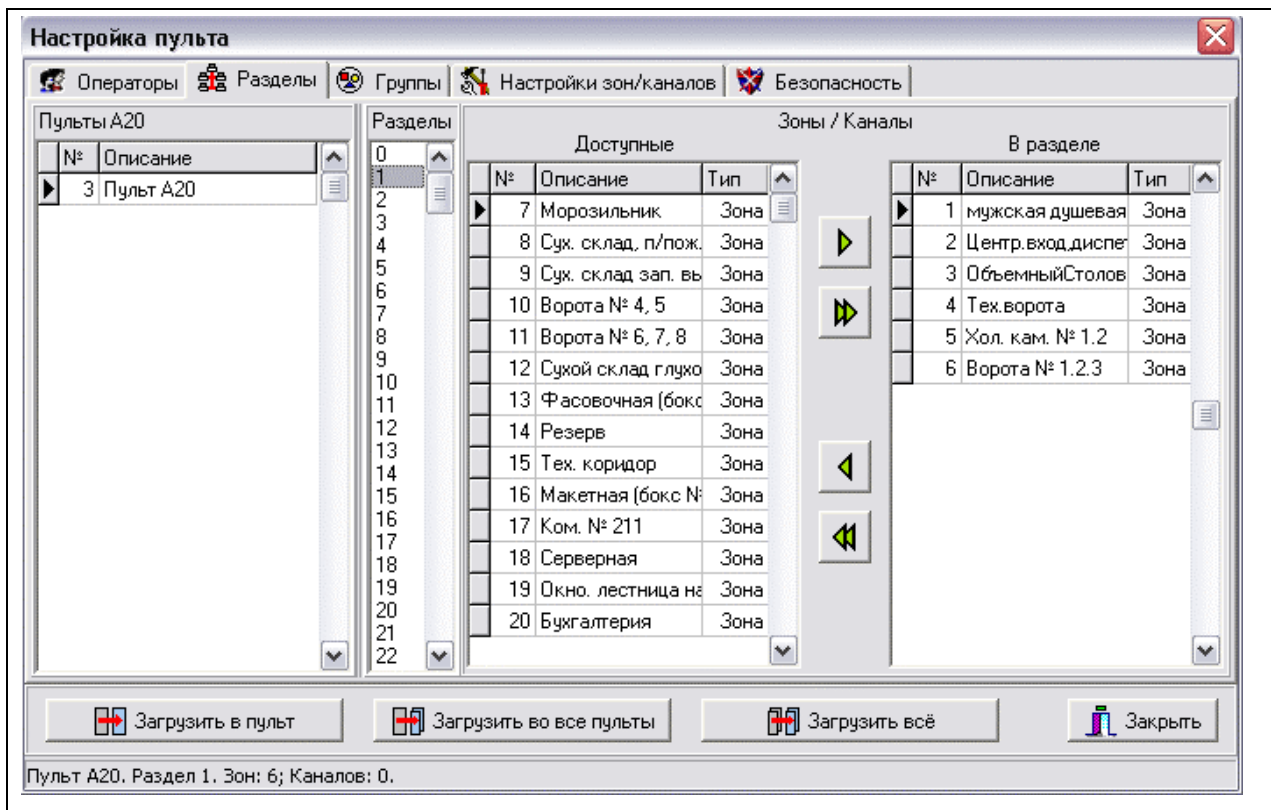 Настройка пульта
Операторы Разделы Группы Настройки зон/каналов Безопасность
Пульты А20
№ Описание
3 Пульт А20
Разделы
0
1
2
3
4
5
6
7
8
9
10
11
12
13
14
15
16
17
18
19
20
21
22
Зоны / Каналы
Доступные
№ Описание Тип
7 Морозильник Зона
8 Сух. склад, п/пож. Зона
9 Сух. склад зап. вы Зона
10 Ворота № 4, 5 Зона
11 Ворота № 6, 7, 8 Зона
12 Сухой склад глухо Зона
13 Фасовочная (бокс Зона
14 Резерв Зона
15 Тех. коридор Зона
16 Макетная (бокс № Зона
17 Ком. № 211 Зона
18 Серверная Зона
19 Окно. лестница на Зона
20 Бухгалтерия Зона
В разделе
№ Описание Тип
1 мужская душевая Зона
2 Центр.вход,диспет Зона
3 ОбъемныйСтолов Зона
4 Тех.ворота Зона
5 Хол. кам. № 1.2 Зона
6 Ворота № 1.2.3 Зона
Загрузить в пульт Загрузить во все пульты Загрузить всё Закрыть
Пульт А20. Раздел 1. Зон: 6; Каналов: 0.